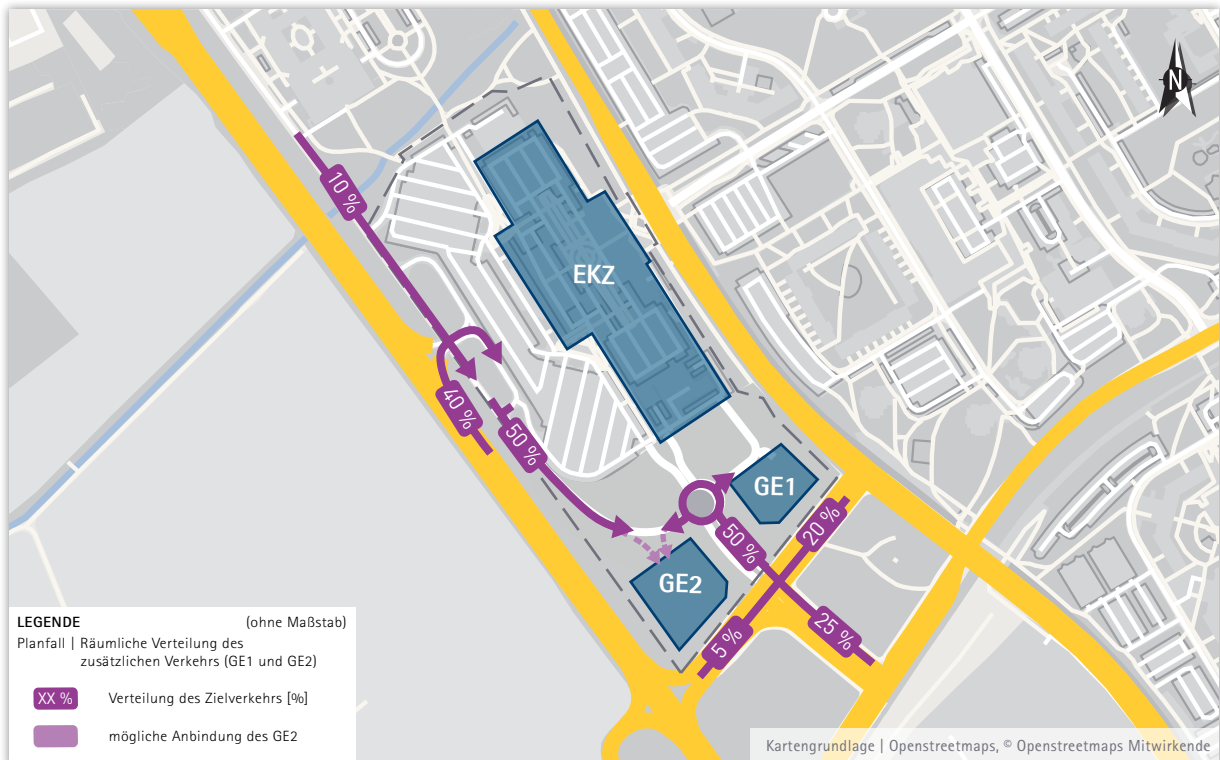 N
10 %
EKZ
40 %
50 %
GE1
20 %
50 %
GE2
25 %
5 %
LEGENDE (ohne Maßstab)
Planfall | Räumliche Verteilung des
zusätzlichen Verkehrs (GE1 und GE2)
XX % Verteilung des Zielverkehrs [%]
mögliche Anbindung des GE2
Kartengrundlage | Openstreetmaps, © Openstreetmaps Mitwirkende